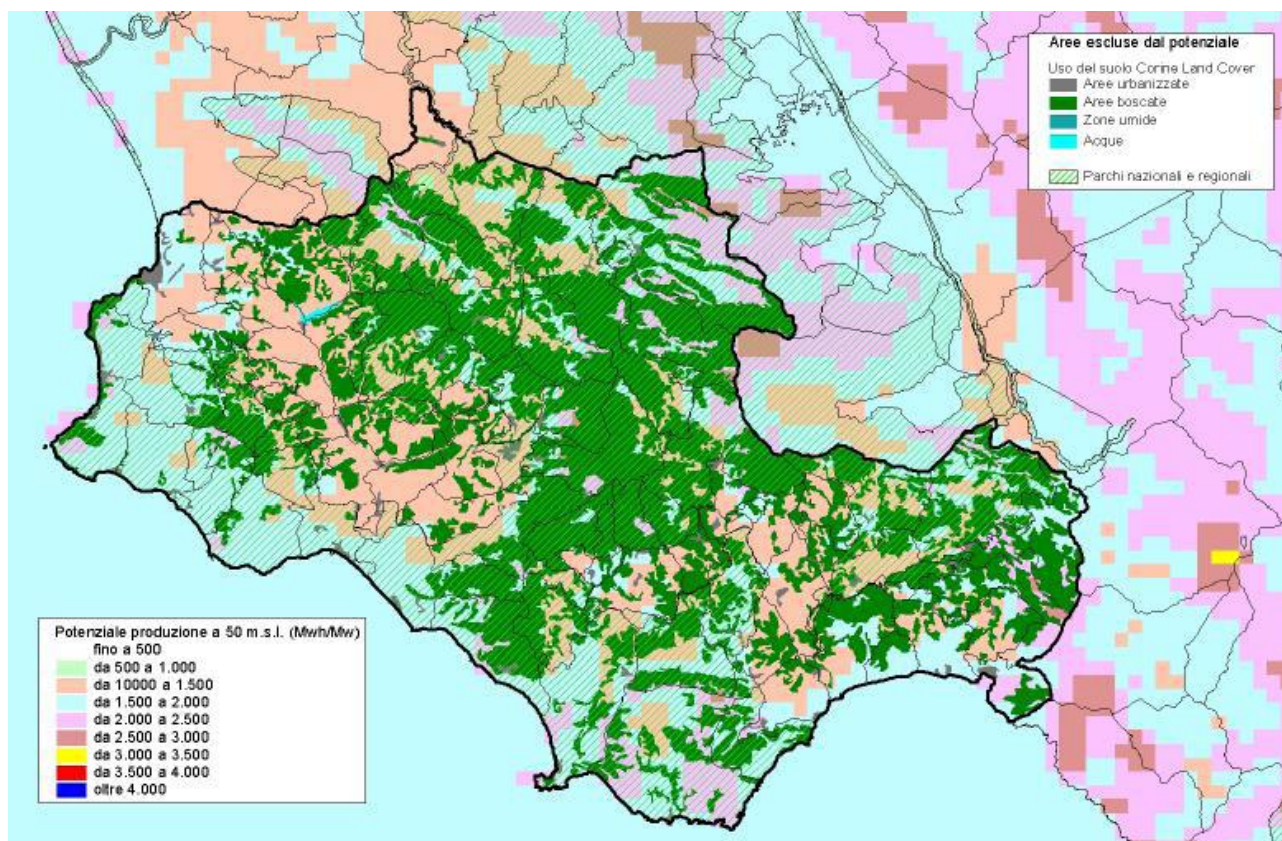 Aree escluse dal potenziale
Uso del suolo Corine Land Cover
Aree urbanizzate
Aree boscate
Zone umide
Acque
Parchi nazionali e regionali
Potenziale produzione a 50 m.s.l. (Mwh/Mw)
fino a 500
da 500 a 1.000
da 10000 a 1.500
da 1.500 a 2.000
da 2.000 a 2.500
da 2.500 a 3.000
da 3.000 a 3.500
da 3.500 a 4.000
oltre 4.000